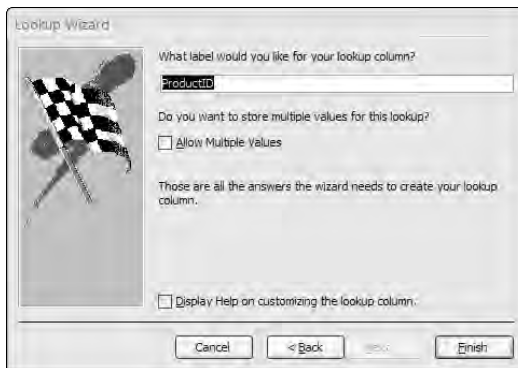 Lookup Wizard
What label would you like for your lookup column?
ProductID
Do you want to store multiple values for this lookup?
Allow Multiple Values
Those are all the answers the wizard needs to create your lookup
column.
Display Help on customizing the lookup column.
Cancel
< Back
Finish